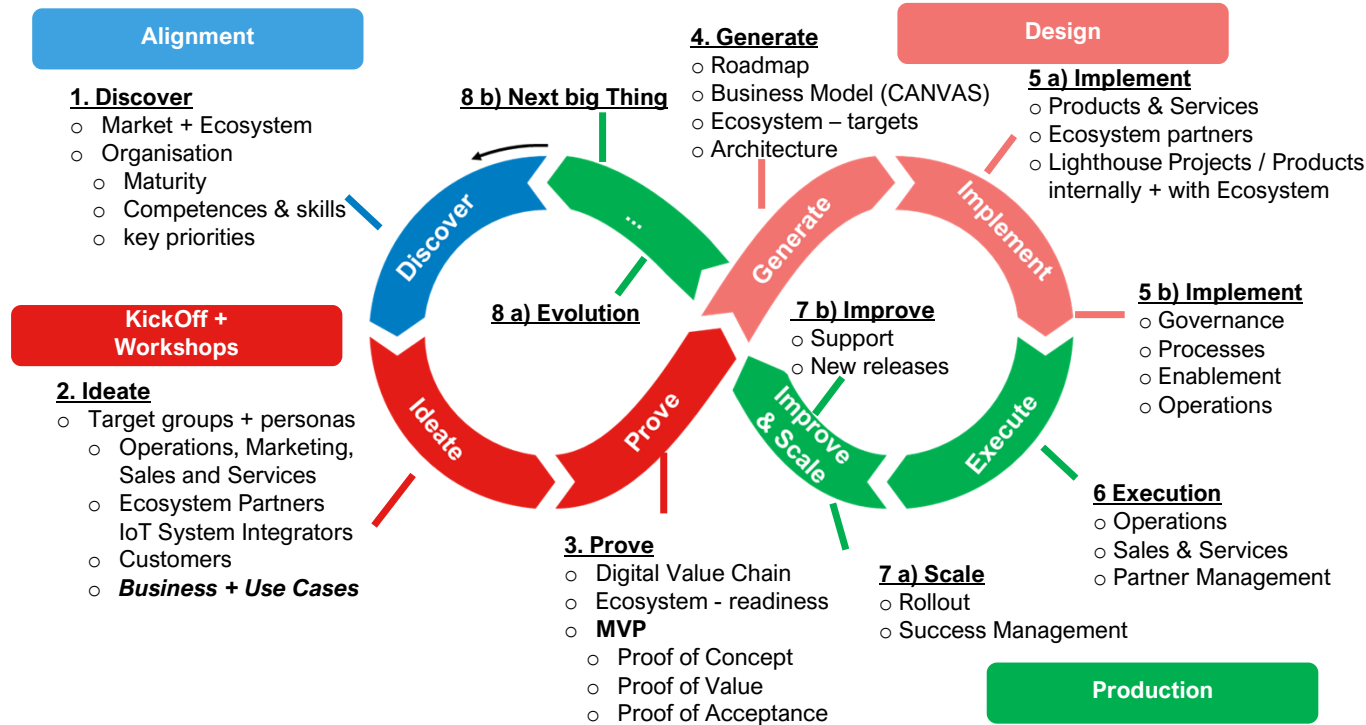 Alignment
1. Discover
o Market + Ecosystem
o Organisation
o Maturity
o Competences & skills
o key priorities
8 b) Next big Thing
4. Generate
o Roadmap
o Business Model (CANVAS)
o Ecosystem – targets
o Architecture
Design
5 a) Implement
o Products & Services
o Ecosystem partners
o Lighthouse Projects / Products
internally + with Ecosystem
Discover
...
Generate
Implement
8 a) Evolution
7 b) Improve
o Support
o New releases
5 b) Implement
o Governance
o Processes
o Enablement
o Operations
KickOff +
Workshops
2. Ideate
o Target groups + personas
o Operations, Marketing,
Sales and Services
o Ecosystem Partners
IoT System Integrators
o Customers
o Business + Use Cases
Ideate
Prove
Improve
& Scale
Execute
3. Prove
o Digital Value Chain
o Ecosystem - readiness
o MVP
o Proof of Concept
o Proof of Value
o Proof of Acceptance
7 a) Scale
o Rollout
o Success Management
6 Execution
o Operations
o Sales & Services
o Partner Management
Production